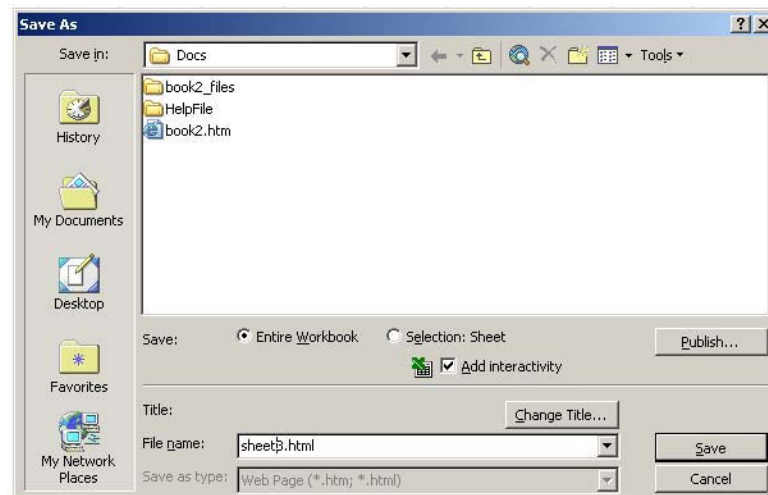 Save As
Save in: Docs Tools
book2_files
HelpFile
book2.htm
History
My Documents
Desktop
Favorites
My Network
Places
Save: Entire Workbook Selection: Sheet Publish...
Add interactivity
Title: Change Title...
File name: sheet3.html Save
Save as type: Web Page (*.htm; *.html) Cancel